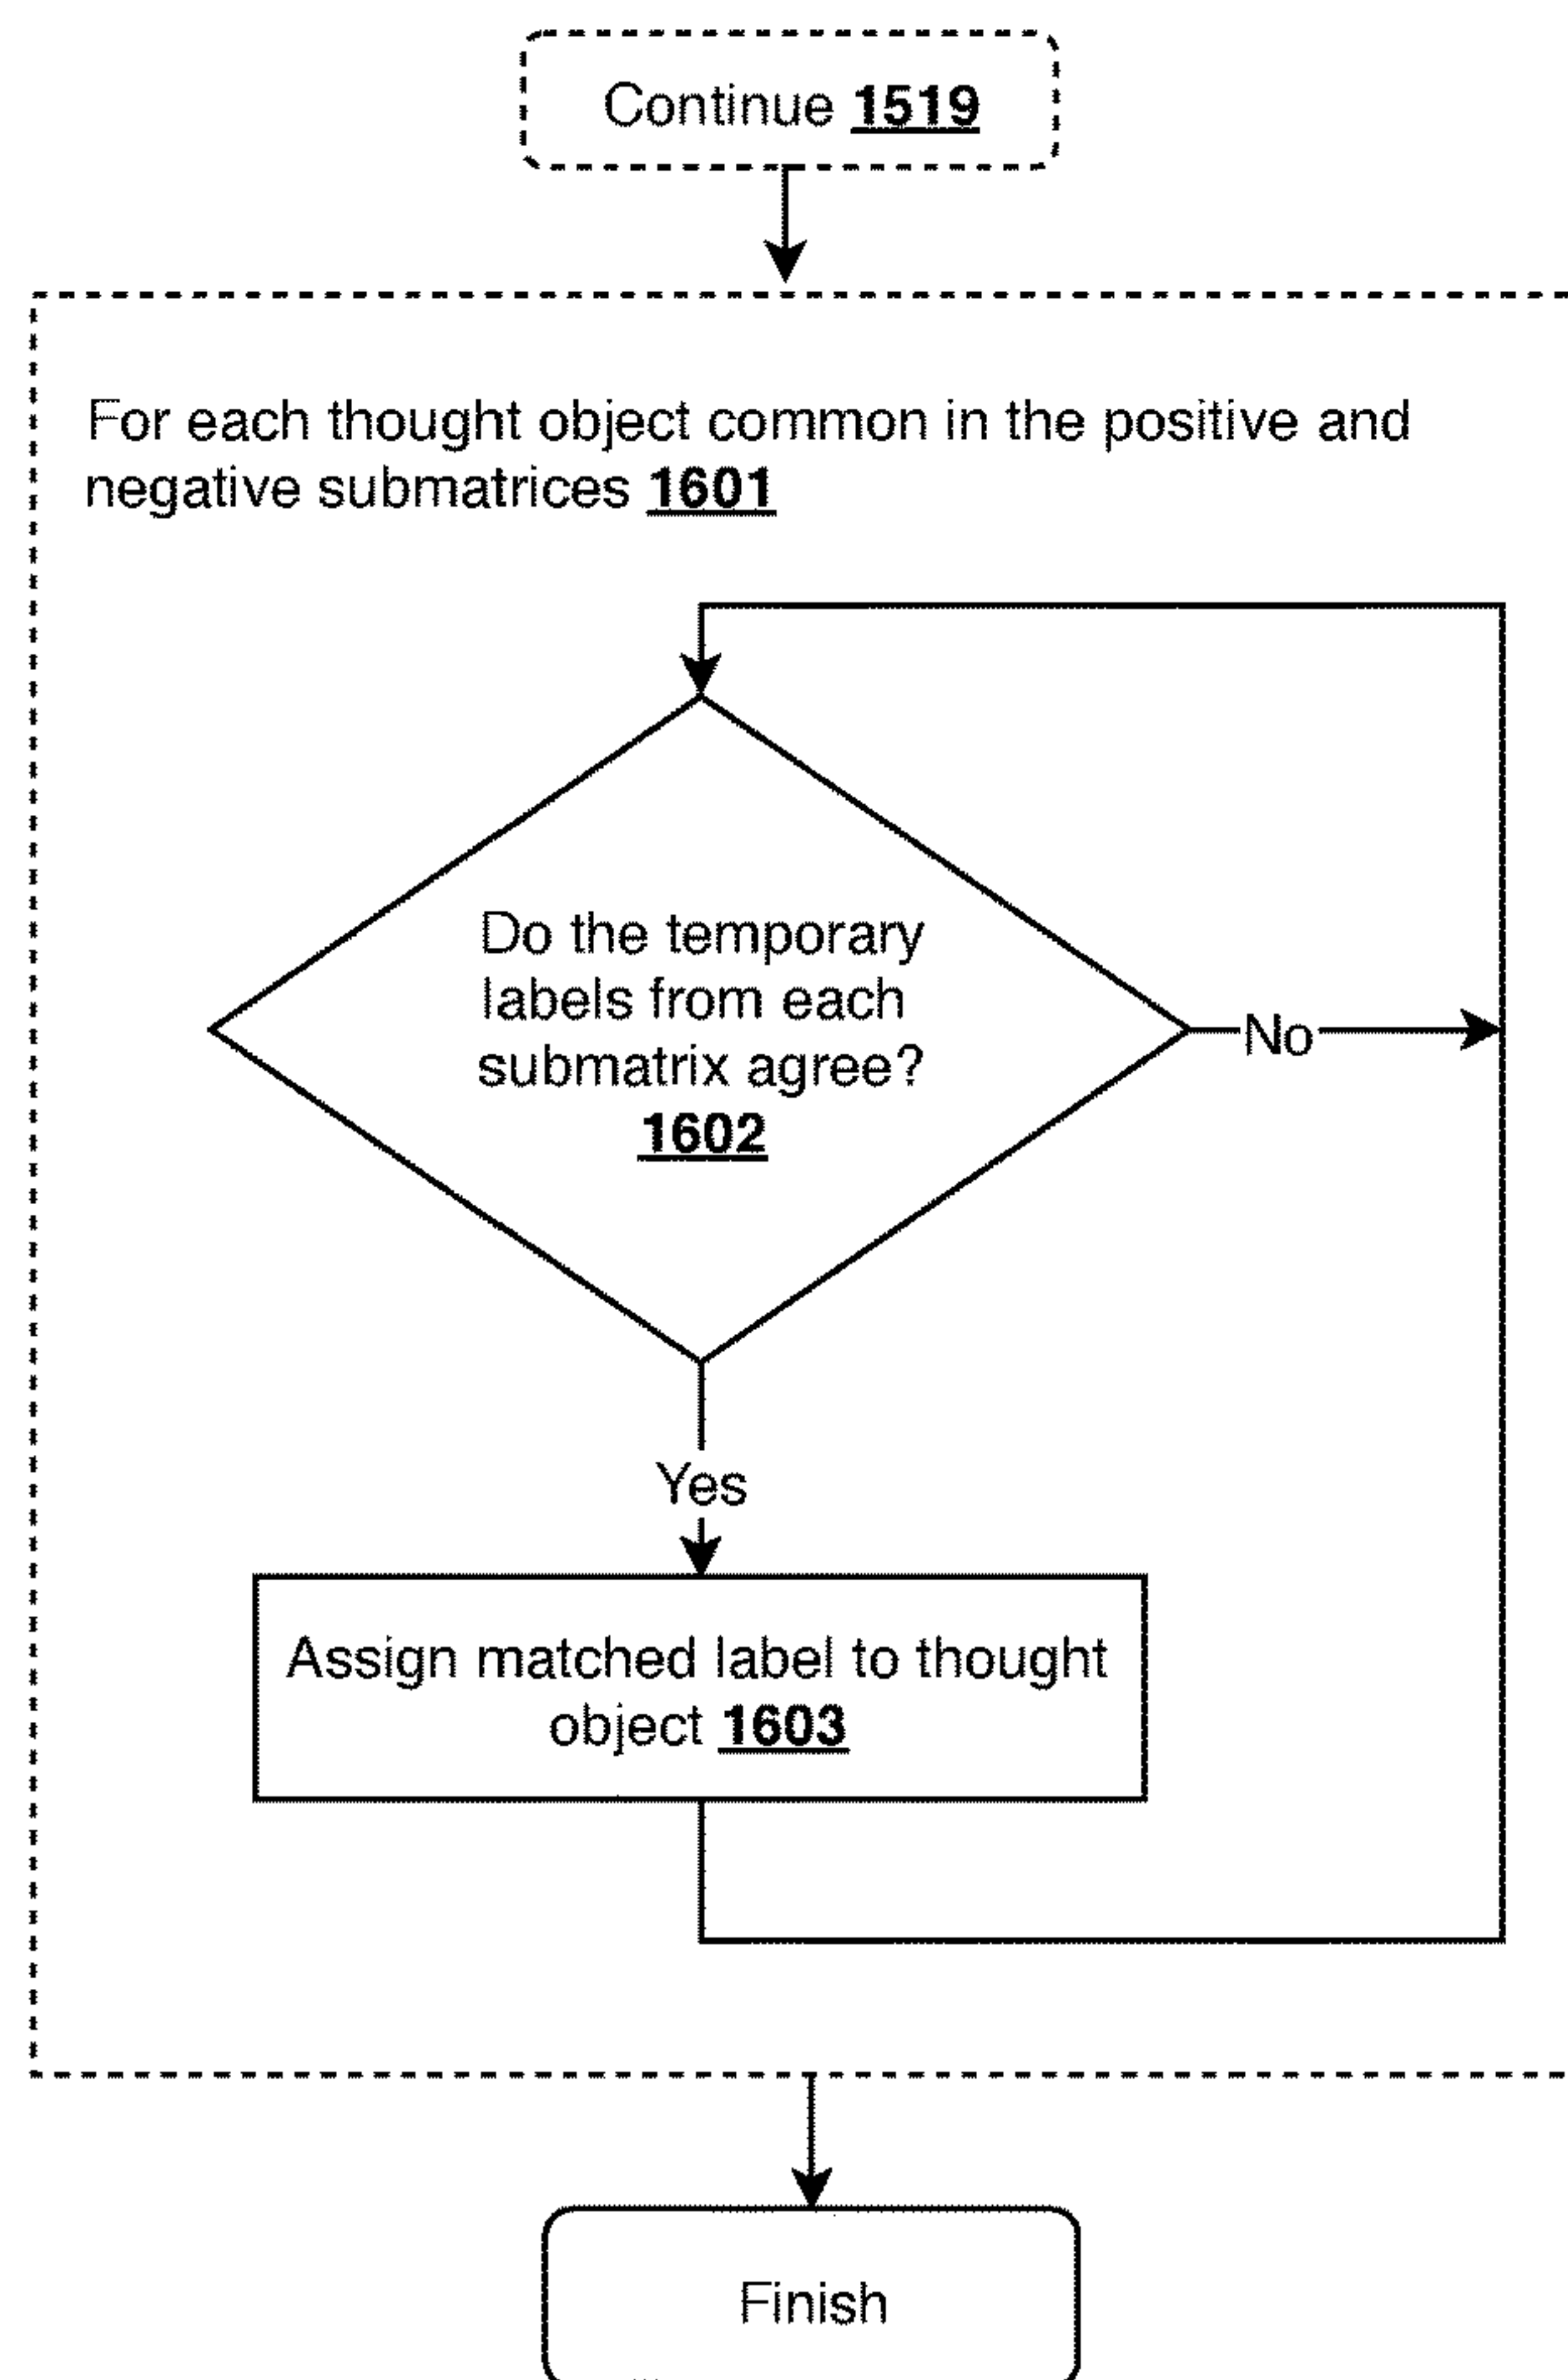 Continue 1519
For each thought object common in the positive and
negative submatrices 1601
Do the temporary
labels from each
submatrix agree?
1602
No
Yes
Assign matched label to thought
object 1603
Finish